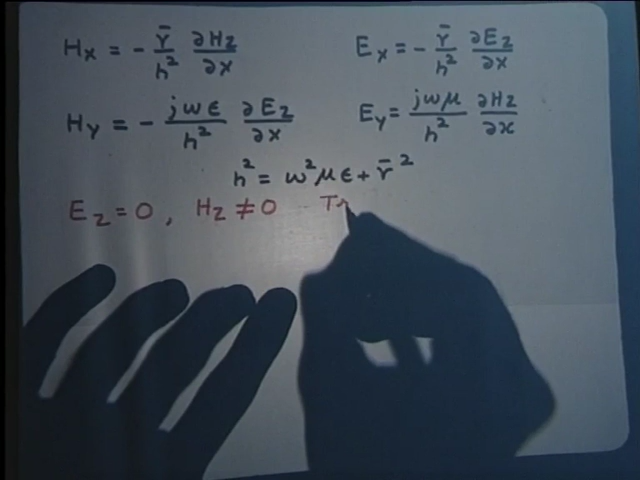 Hx = - γ̄/h² ∂Hz/∂x    Ex = - γ̄/h² ∂Ez/∂x
Hy = - jωϵ/h² ∂Ez/∂x    Ey = jωμ/h² ∂Hz/∂x
h² = ω²μϵ + γ̄²
Ez = 0, Hz ≠ 0    T